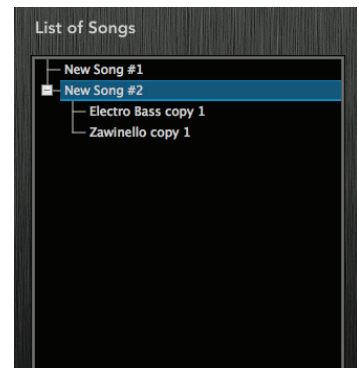 List of Songs
New Song #1
New Song #2
Electro Bass copy 1
Zawinello copy 1